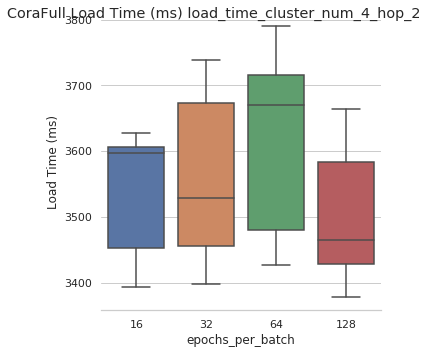 CoraFull Load Time (ms) load_time_cluster_num_4_hop_2
3800
3700
3600
3500
3400
Load Time (ms)
16 32 64 128
epochs_per_batch